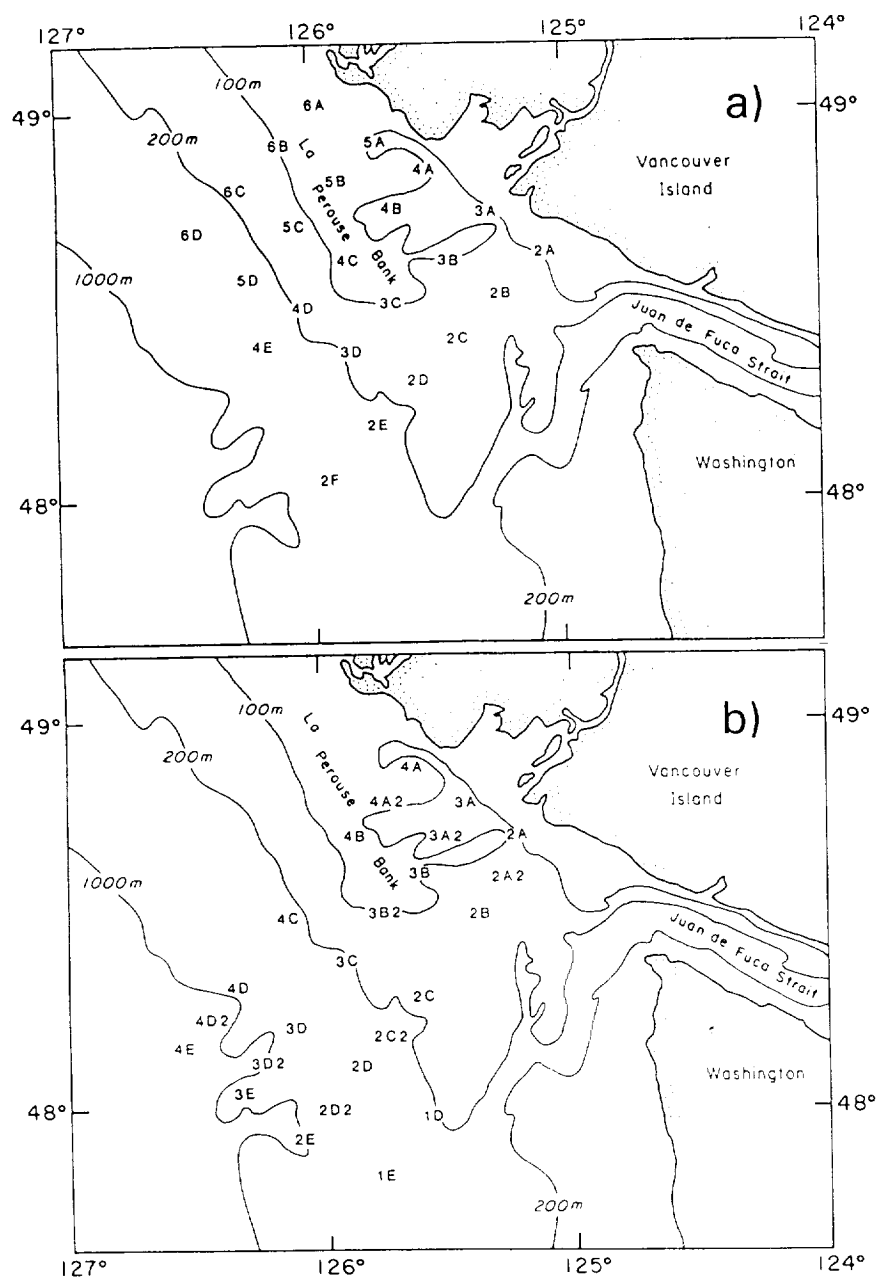 127° 126° 125° 124°
100m
6A
a)
49° 49°
200m
5A
6B
La
Vancouver
Island
4A
5B
6C
Perouse
4B
3A
5C
6D
2A
4C
Bank
3B
1000m
5D
2B
3C
4D
Juan de Fuca Strait
2C
4E
3D
2D
2E
Washington
2F
48° 48°
200m
100m
La
b)
49° 49°
200m
Perouse
4A
Vancouver
Island
4A2
3A
4B
3A2
2A
Bank
3B
2A2
1000m
4C
3B2
2B
Juan de Fuca Strait
3C
4D
2C
4D2
3D
2C2
4E
3D2
2D
Washington
3E
2D2
1D
48° 48°
2E
1E
200m
127° 126° 125° 124°